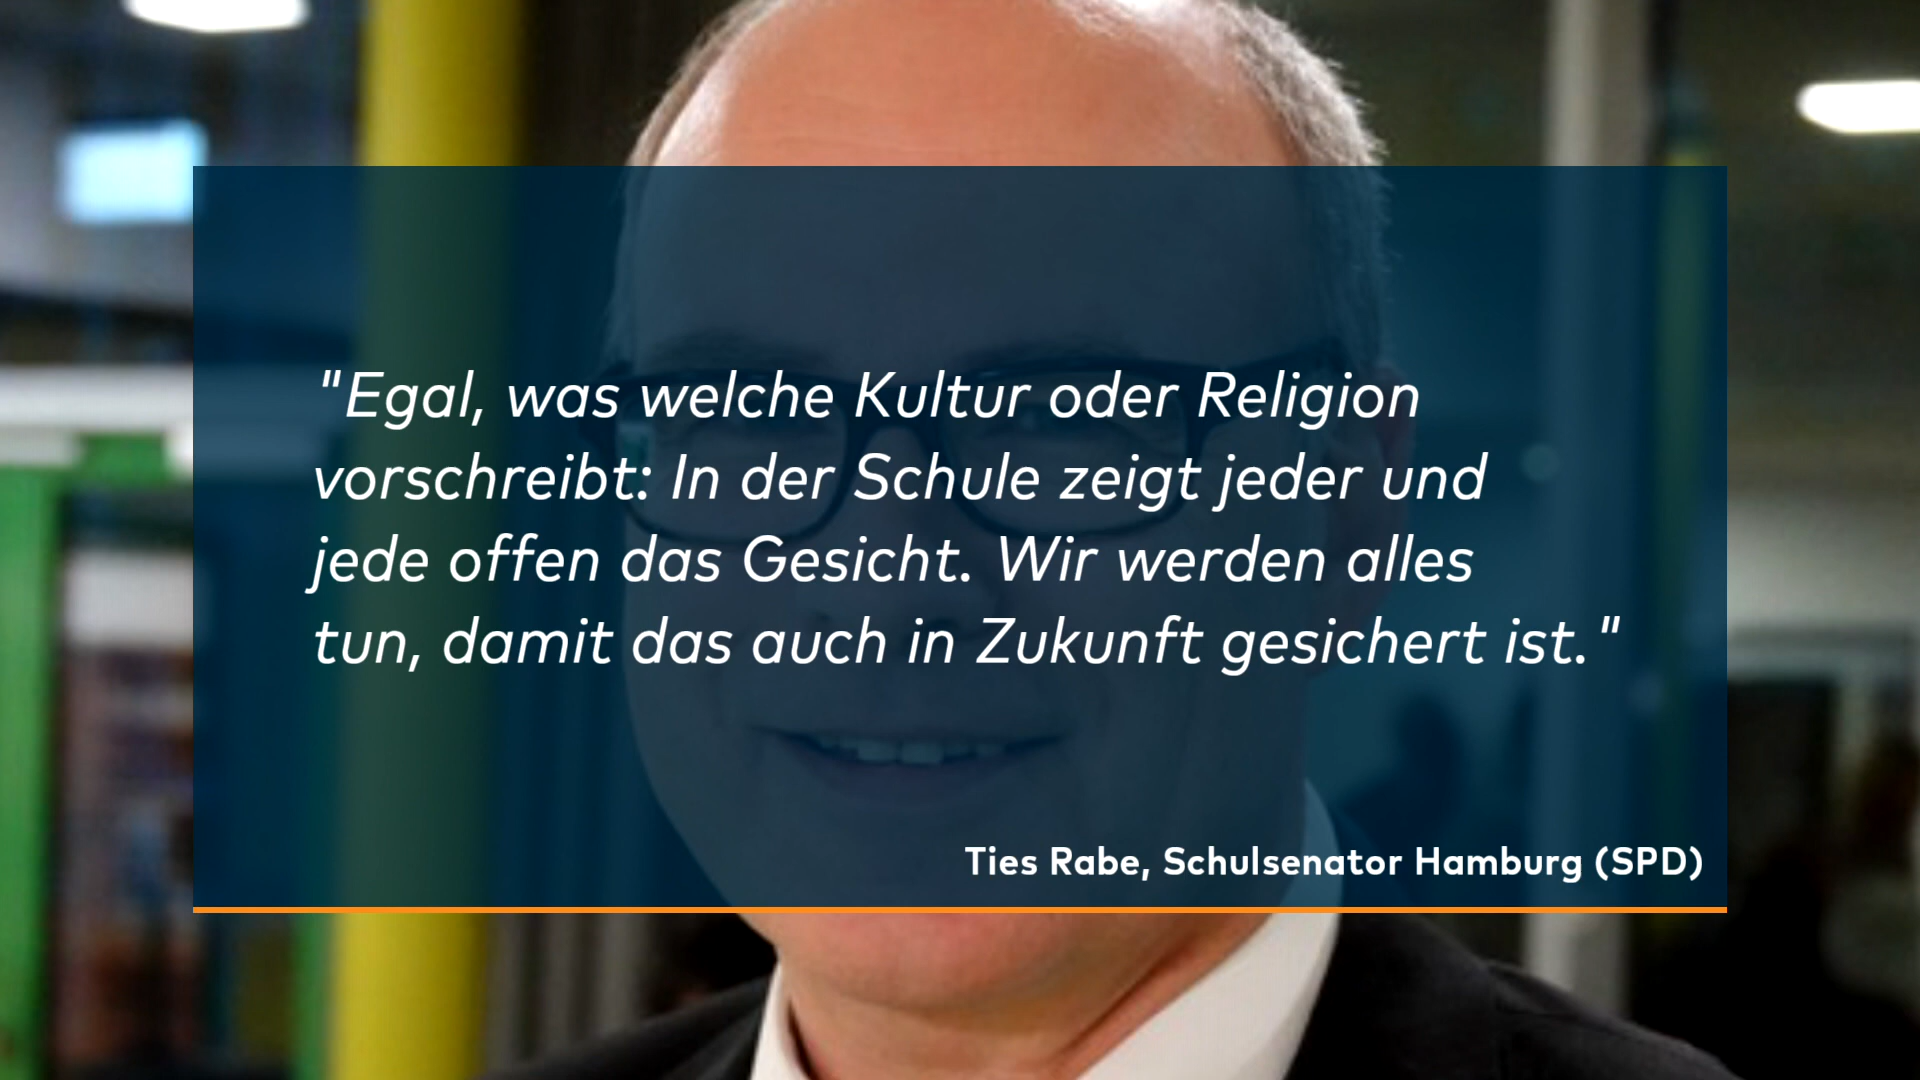 "Egal, was welche Kultur oder Religion
vorschreibt: In der Schule zeigt jeder und
jede offen das Gesicht. Wir werden alles
tun, damit das auch in Zukunft gesichert ist."
Ties Rabe, Schulsenator Hamburg (SPD)